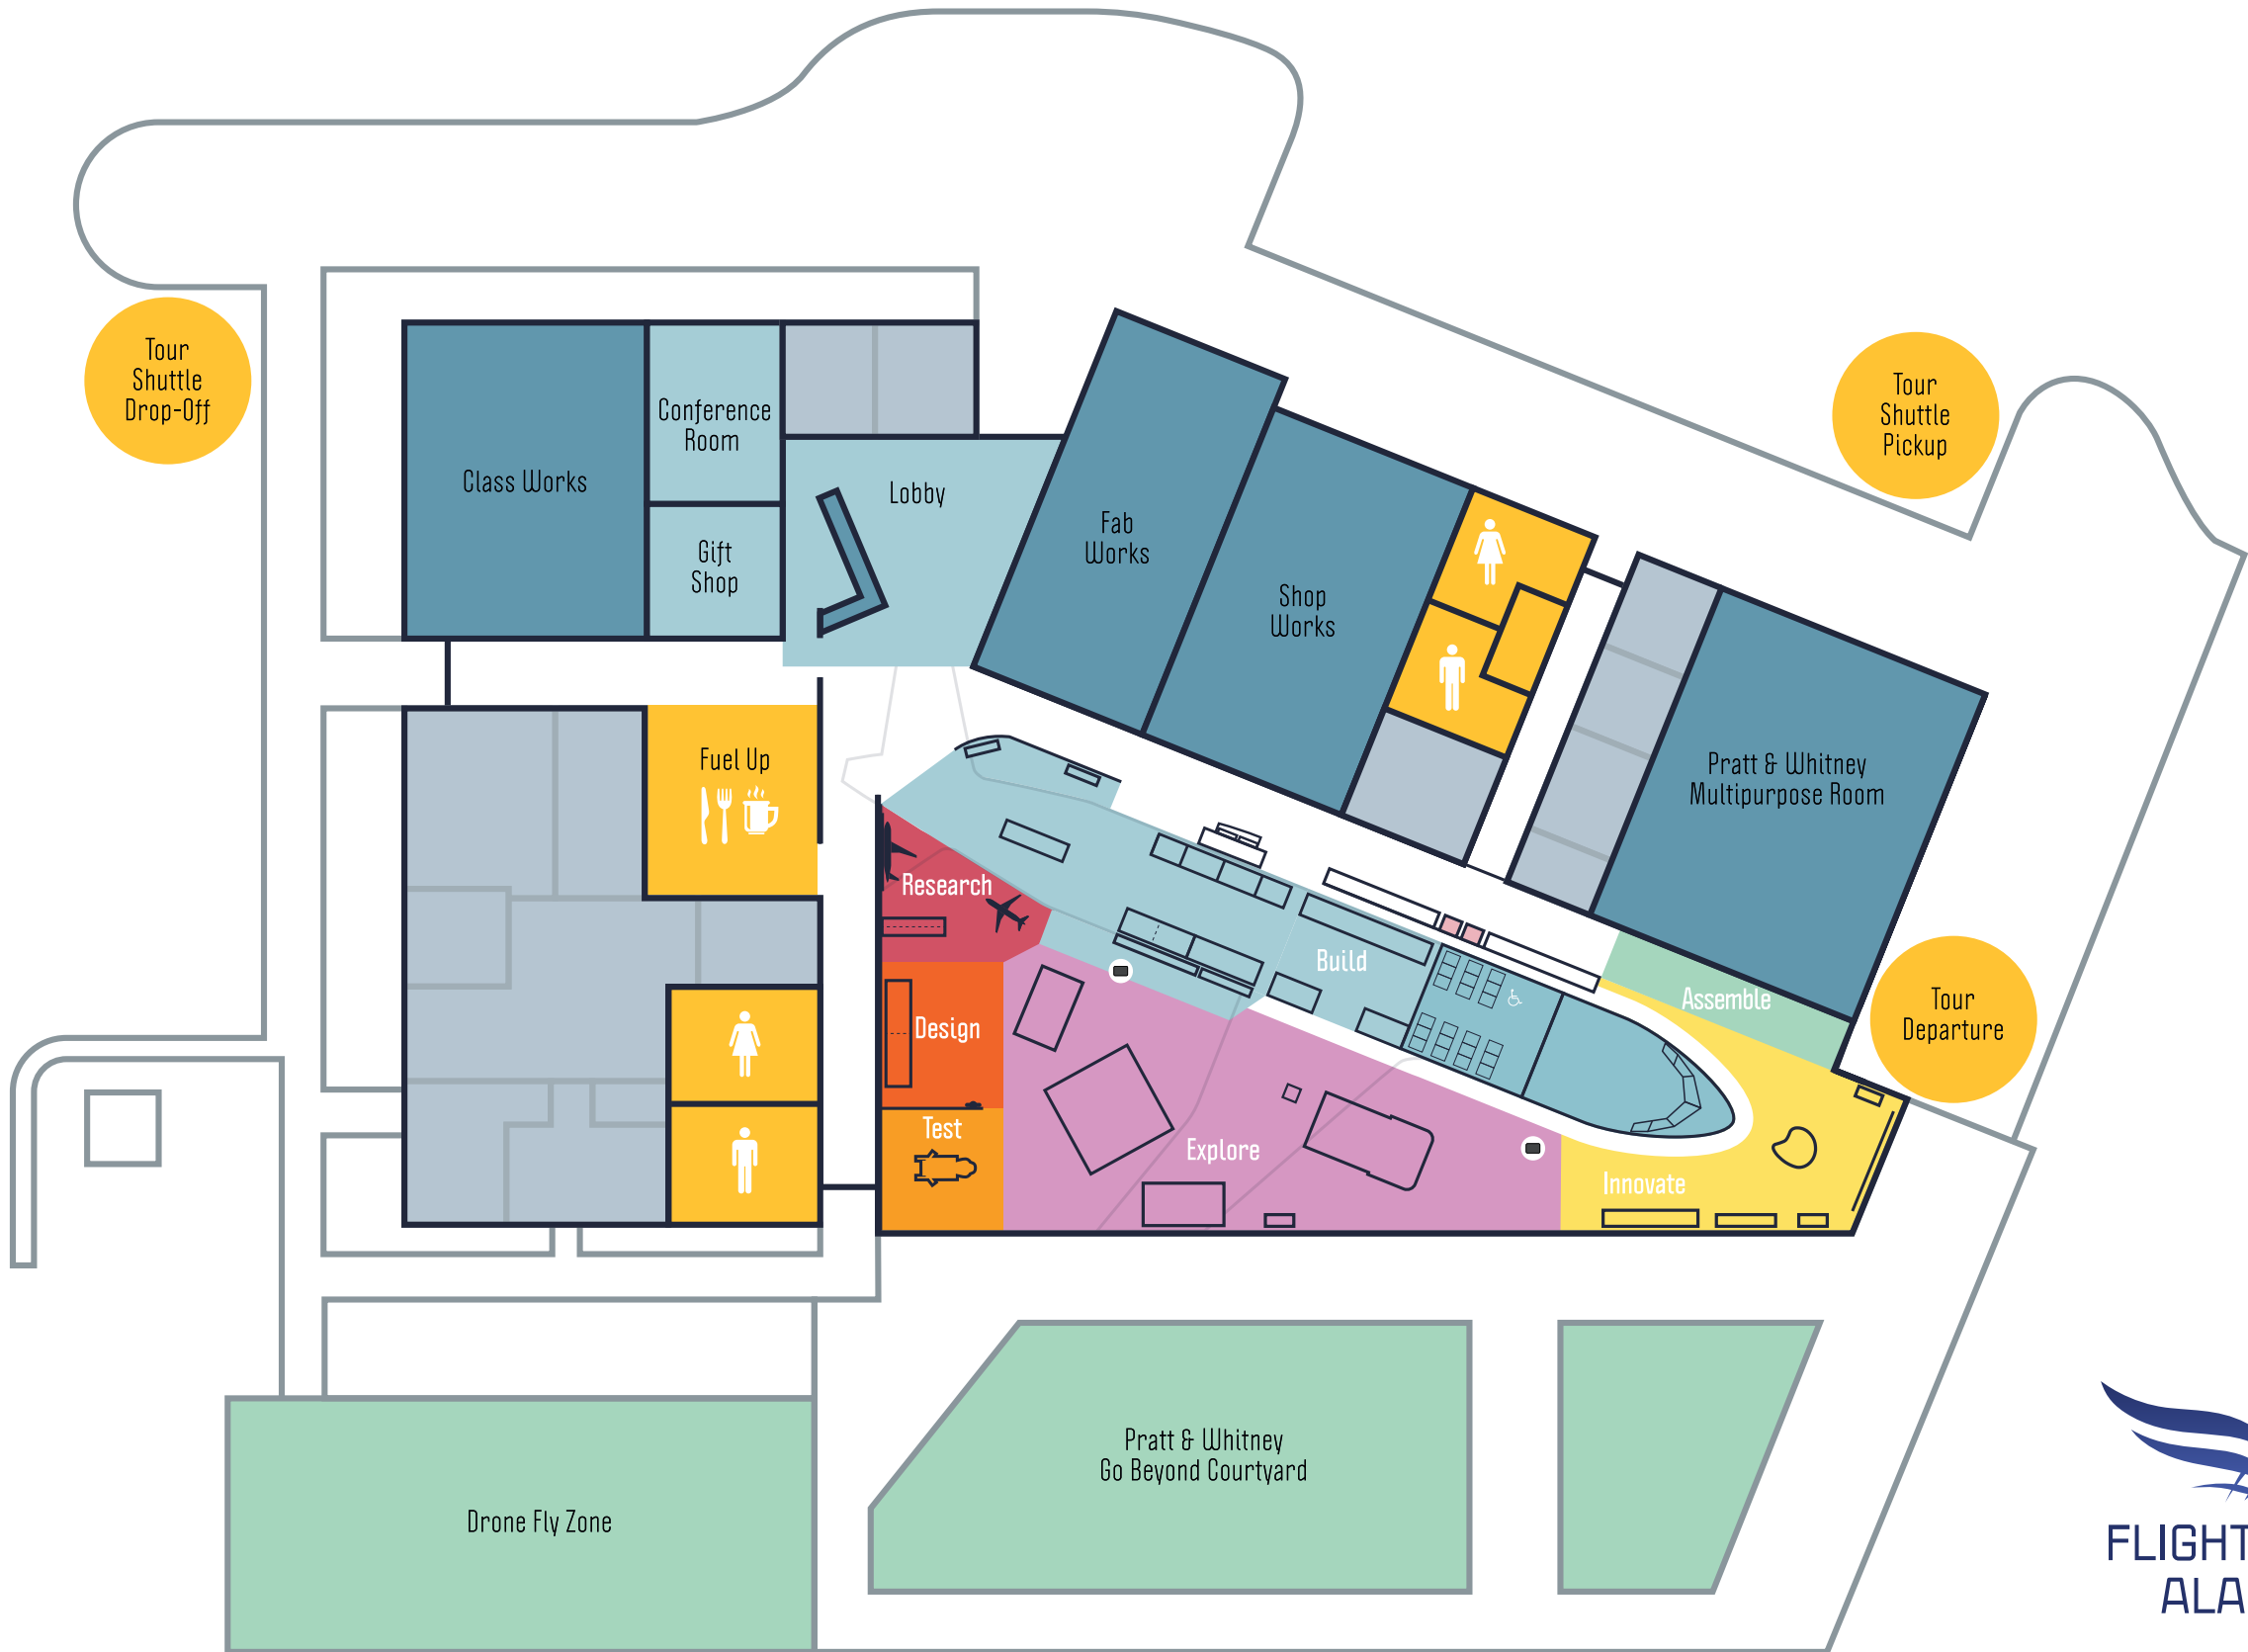 Tour
Shuttle
Drop-Off
Class Works
Conference
Room
Gift
Shop
Lobby
Fab
Works
Shop
Works
Tour
Shuttle
Pickup
Pratt & Whitney
Multipurpose Room
Fuel Up
Research
Design
Test
Build
Explore
Assemble
Innovate
Tour
Departure
Drone Fly Zone
Pratt & Whitney
Go Beyond Courtyard
FLIGHT
ALA